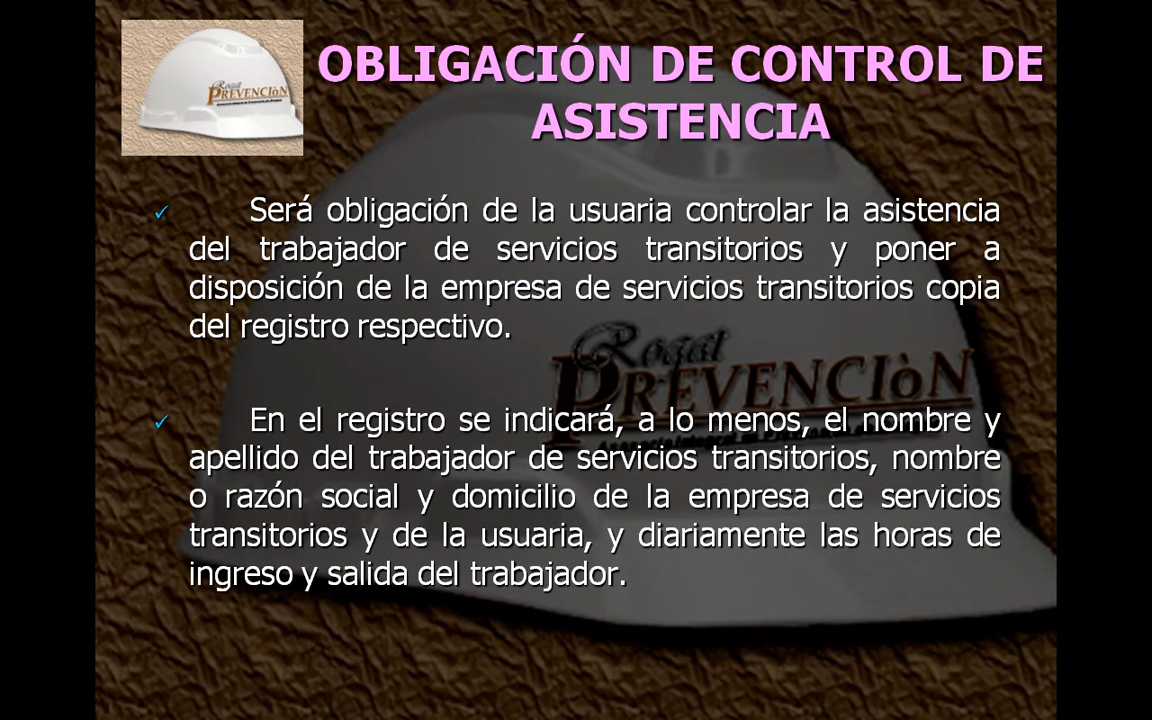 Rogal
PREVENCIòN
OBLIGACIÓN DE CONTROL DE
ASISTENCIA
✓ Será obligación de la usuaria controlar la asistencia
del trabajador de servicios transitorios y poner a
disposición de la empresa de servicios transitorios copia
del registro respectivo.
Rogal
PREVENCIòN
✓ En el registro se indicará, a lo menos, el nombre y
apellido del trabajador de servicios transitorios, nombre
o razón social y domicilio de la empresa de servicios
transitorios y de la usuaria, y diariamente las horas de
ingreso y salida del trabajador.